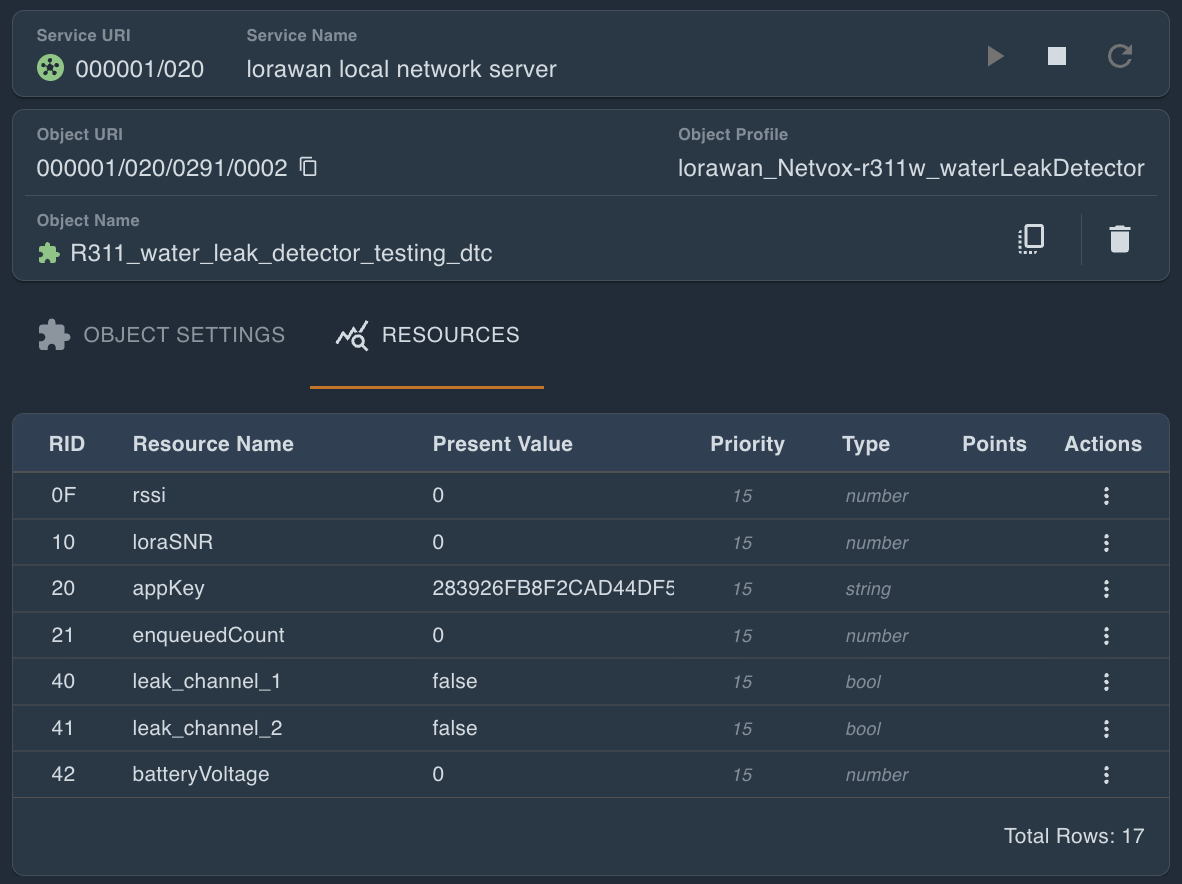 Service URI Service Name
000001/020 lorawan local network server
Object URI Object Profile
000001/020/0291/0002 lorawan_Netvox-r311w_waterLeakDetector
Object Name
R311_water_leak_detector_testing_dtc
OBJECT SETTINGS RESOURCES
RID Resource Name Present Value Priority Type Points Actions
0F rssi 0 15 number
10 loraSNR 0 15 number
20 appKey 283926FB8F2CAD44DF5 15 string
21 enqueuedCount 0 15 number
40 leak_channel_1 false 15 bool
41 leak_channel_2 false 15 bool
42 batteryVoltage 0 15 number
Total Rows: 17